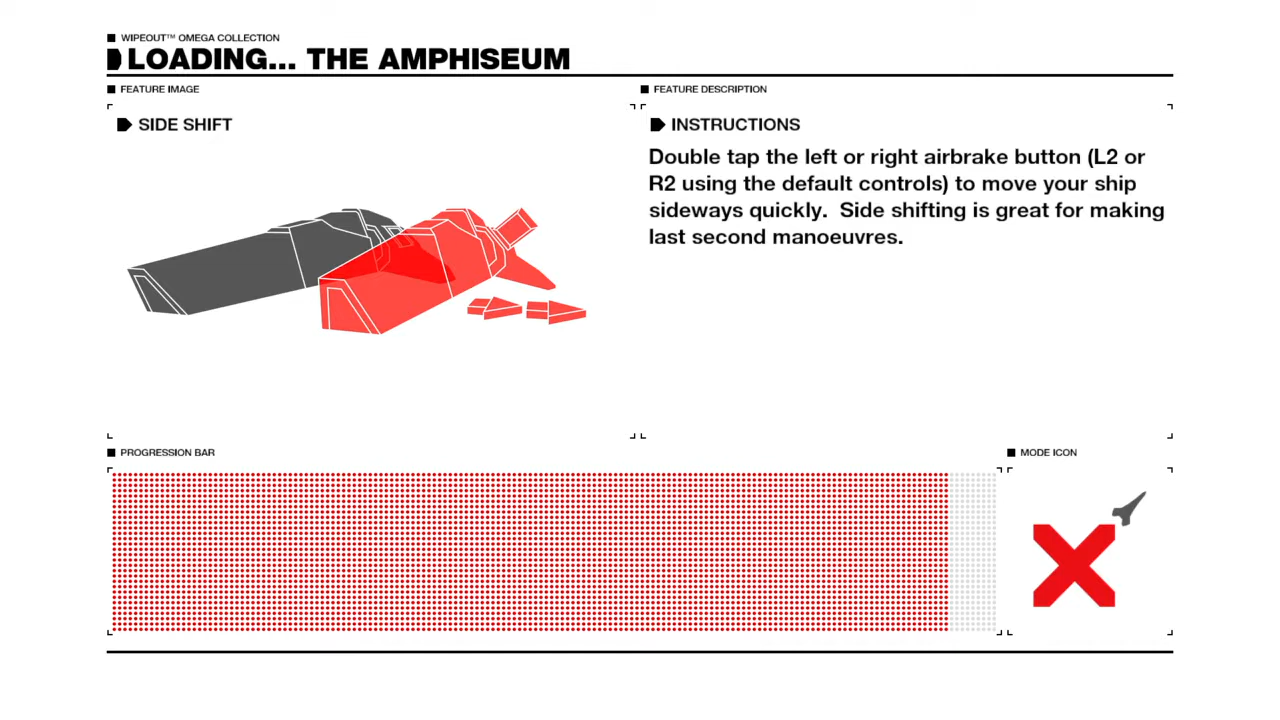 WIPEOUT™ OMEGA COLLECTION
LOADING... THE AMPHISEUM
FEATURE IMAGE
SIDE SHIFT
FEATURE DESCRIPTION
INSTRUCTIONS
Double tap the left or right airbrake button (L2 or
R2 using the default controls) to move your ship
sideways quickly.  Side shifting is great for making
last second manoeuvres.
PROGRESSION BAR
MODE ICON